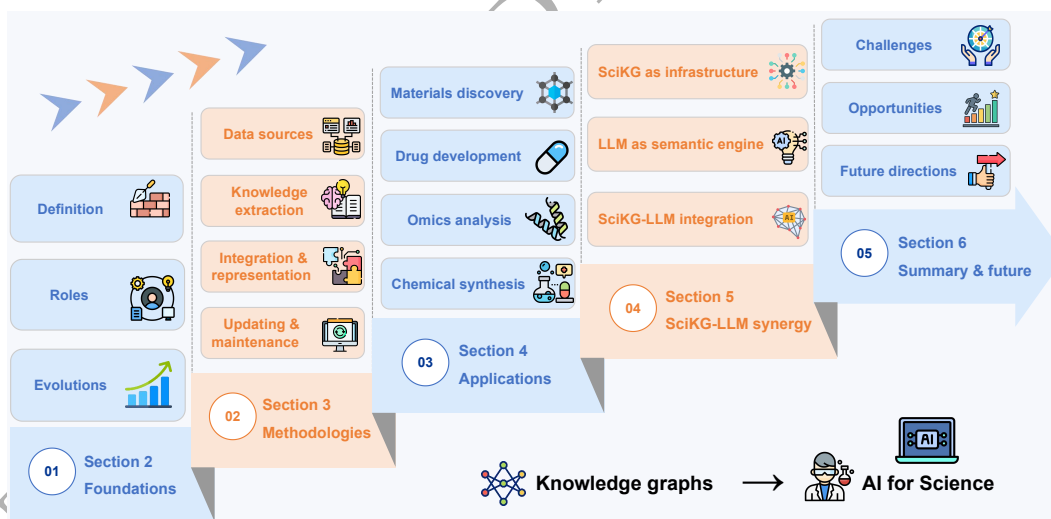 Definition
Roles
Evolutions
01
Section 2
Foundations
Data sources
Knowledge
extraction
Integration &
representation
Updating &
maintenance
02
Section 3
Methodologies
Materials discovery
Drug development
Omics analysis
Chemical synthesis
03
Section 4
Applications
SciKG as infrastructure
AI
LLM as semantic engine
AI
SciKG-LLM integration
04
Section 5
SciKG-LLM synergy
Challenges
Opportunities
Future directions
05
Section 6
Summary & future
Knowledge graphs
AI
AI for Science